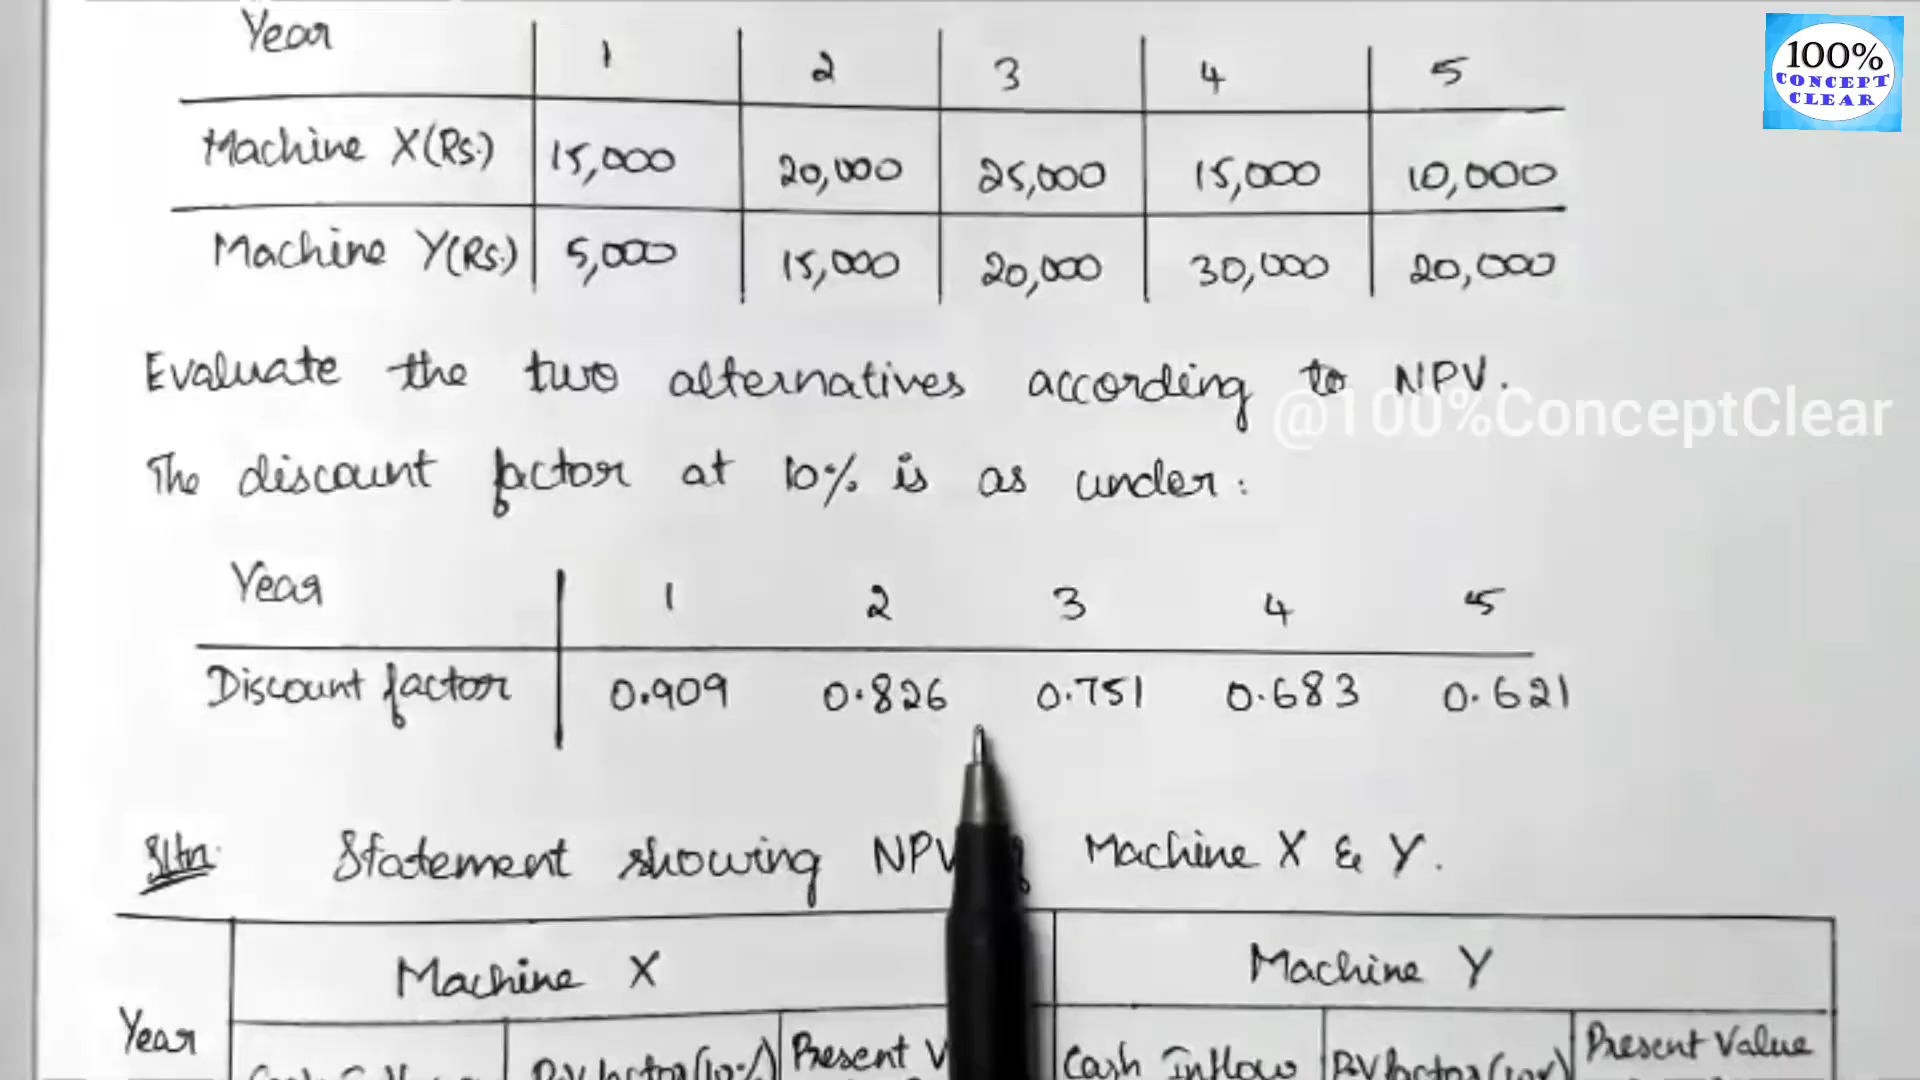 Year 1 2 3 4 5
100% CONCEPT CLEAR
Machine X(Rs.) 15,000 20,000 25,000 15,000 10,000
Machine Y(Rs.) 5,000 15,000 20,000 30,000 20,000
Evaluate the two alternatives according to NPV.
@100%ConceptClear
The discount factor at 10% is as under:
Year 1 2 3 4 5
Discount factor 0.909 0.826 0.751 0.683 0.621
Sltn. Statement showing NPV Machine X & Y.
Machine X Machine Y
Year Present Cash Inflow PV factor(10%) Present Value